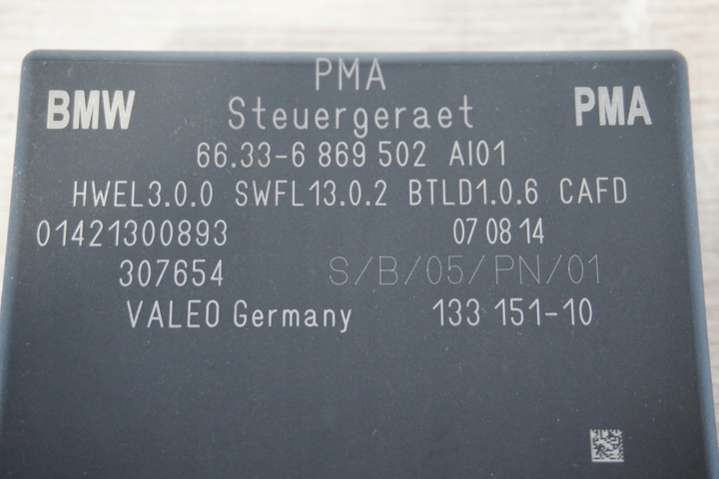 PMA
BMW Steuergeraet PMA
66.33-6 869 502 AI01
HWEL3.0.0 SWFL13.0.2 BTLD1.0.6 CAFD
01421300893 07 08 14
307654 S/B/05/PN/01
VALEO Germany 133 151-10